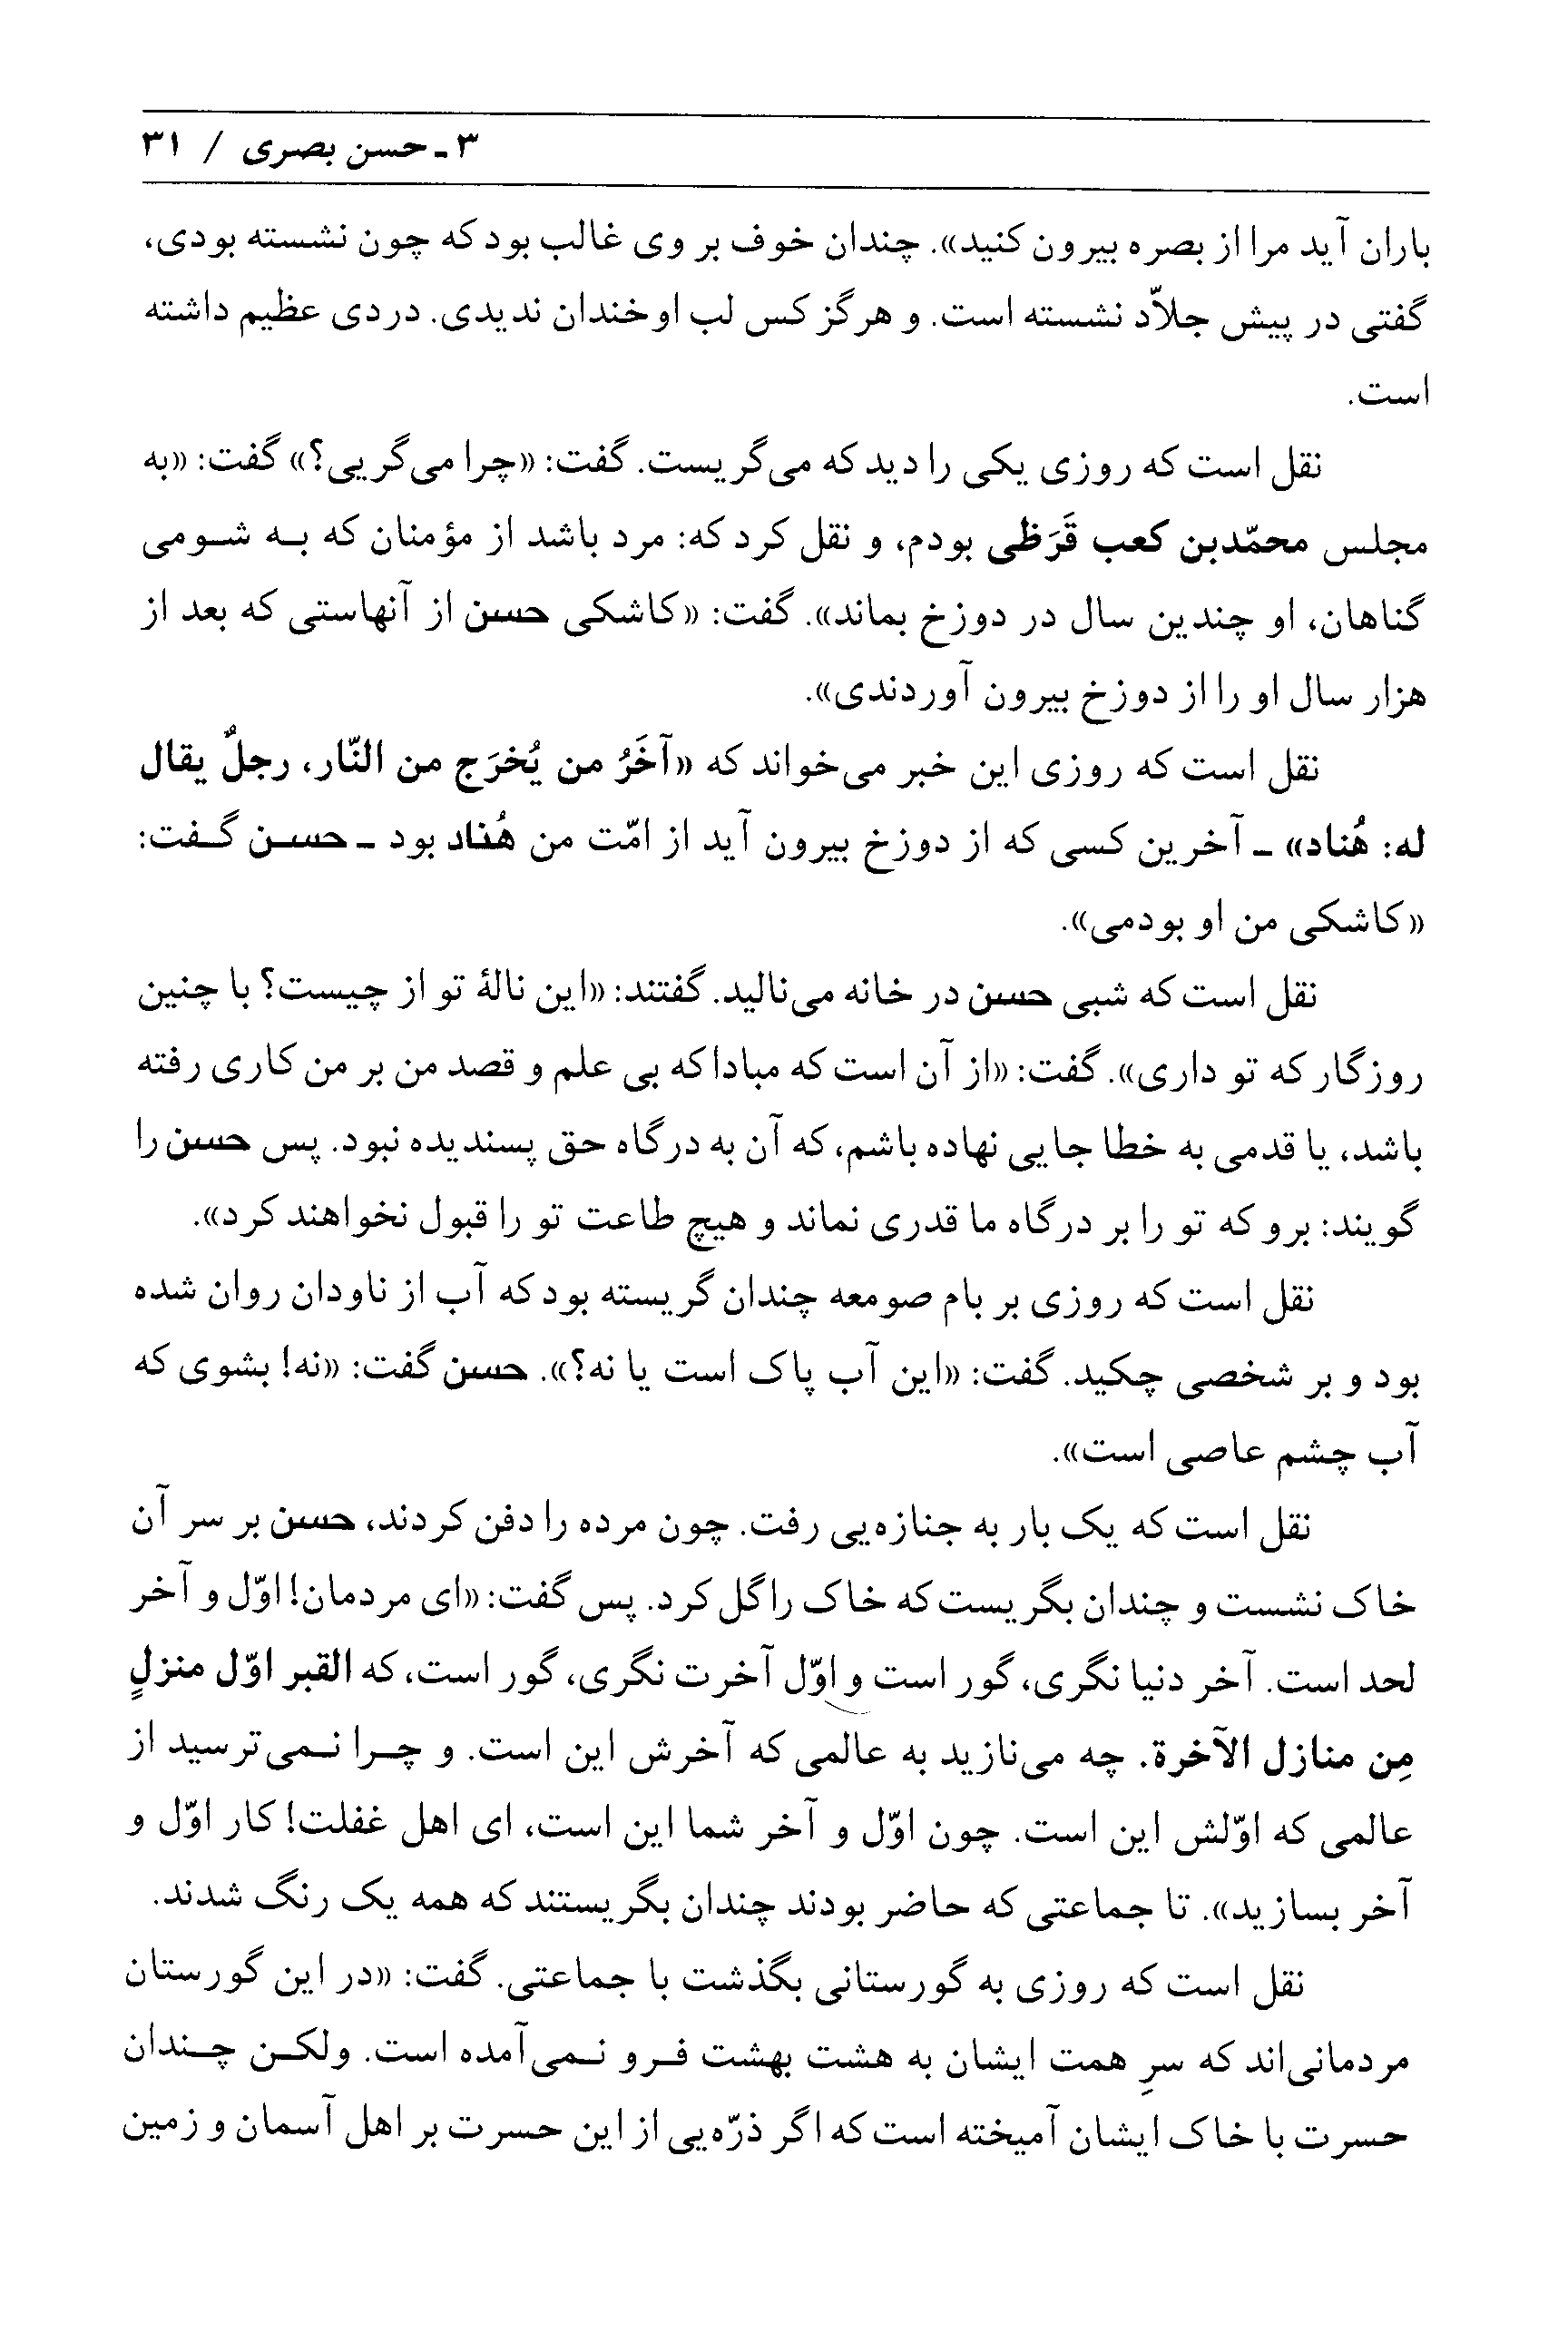 ۳ ـ حسن بصری / ۳۱
باران آید مرا از بصره بیرون کنید». چندان خوف بر وی غالب بود که چون نشسته بودی،
گفتی در پیش جلاّد نشسته است. و هرگز کس لب او خندان ندیدی. دردی عظیم داشته
است.
نقل است که روزی یکی را دید که می‌گریست. گفت: «چرا می‌گریی؟» گفت: «به
مجلس محمّدبن کعب قَرَظی بودم، و نقل کرد که: مرد باشد از مؤمنان که به شومی
گناهان، او چندین سال در دوزخ بماند». گفت: «کاشکی حسن از آنهاستی که بعد از
هزار سال او را از دوزخ بیرون آوردندی».
نقل است که روزی این خبر می‌خواند که «آخَرُ من یُخرَج من النّار، رجلٌ یقال
له: هُناد» ـ آخرین کسی که از دوزخ بیرون آید از امّت من هُناد بود ـ حسن گفت:
«کاشکی من او بودمی».
نقل است که شبی حسن در خانه می‌نالید. گفتند: «این نالۀ تو از چیست؟ با چنین
روزگار که تو داری». گفت: «از آن است که مبادا که بی علم و قصد من بر من کاری رفته
باشد، یا قدمی به خطا جایی نهاده باشم، که آن به درگاه حق پسندیده نبود. پس حسن را
گویند: برو که تو را بر درگاه ما قدری نماند و هیچ طاعت تو را قبول نخواهند کرد».
نقل است که روزی بر بام صومعه چندان گریسته بود که آب از ناودان روان شده
بود و بر شخصی چکید. گفت: «این آب پاک است یا نه؟». حسن گفت: «نه! بشوی که
آب چشم عاصی است».
نقل است که یک بار به جنازه‌یی رفت. چون مرده را دفن کردند، حسن بر سر آن
خاک نشست و چندان بگریست که خاک را گل کرد. پس گفت: «ای مردمان! اوّل و آخر
لحد است. آخر دنیا نگری، گور است و اوّل آخرت نگری، گور است، که القبر اوّل منزلٍ
مِن منازل الآخرة. چه می‌نازید به عالمی که آخرش این است. و چرا نمی‌ترسید از
عالمی که اوّلش این است. چون اوّل و آخر شما این است، ای اهل غفلت! کار اوّل و
آخر بسازید». تا جماعتی که حاضر بودند چندان بگریستند که همه یک رنگ شدند.
نقل است که روزی به گورستانی بگذشت با جماعتی. گفت: «در این گورستان
مردمانی‌اند که سرِ همت ایشان به هشت بهشت فرو نمی‌آمده است. ولکن چندان
حسرت با خاک ایشان آمیخته است که اگر ذرّه‌یی از این حسرت بر اهل آسمان و زمین